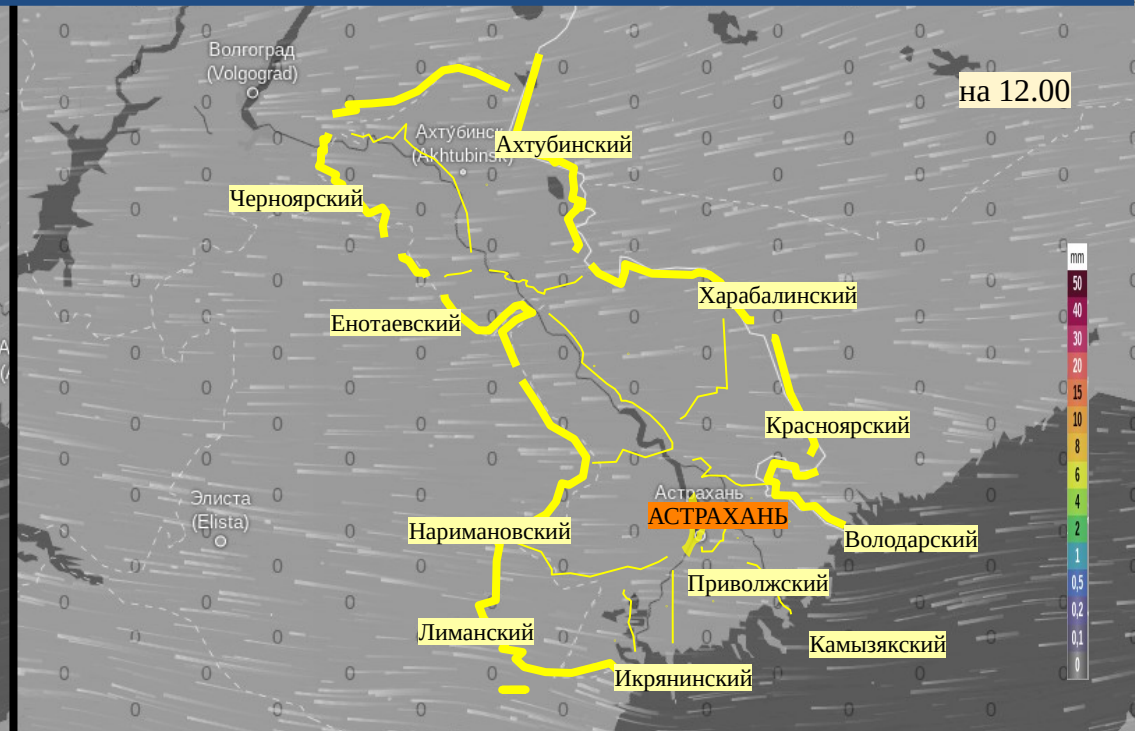 Волгоград
(Volgograd)
на 12.00
Ахтубинск
(Akhtubinsk)
Ахтубинский
Черноярский
mm
50
40
30
20
15
10
8
6
4
2
1
0,5
0,2
0,1
0
Харабалинский
Енотаевский
Красноярский
Элиста
(Elista)
Астрахань
АСТРАХАНЬ
Наримановский
Володарский
Приволжский
Лиманский
Камызякский
Икрянинский